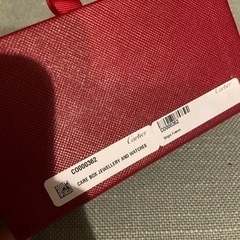 CO000362
CARE BOX JEWELLERY AND WATCHES
Cartier
Cartier
CO000362